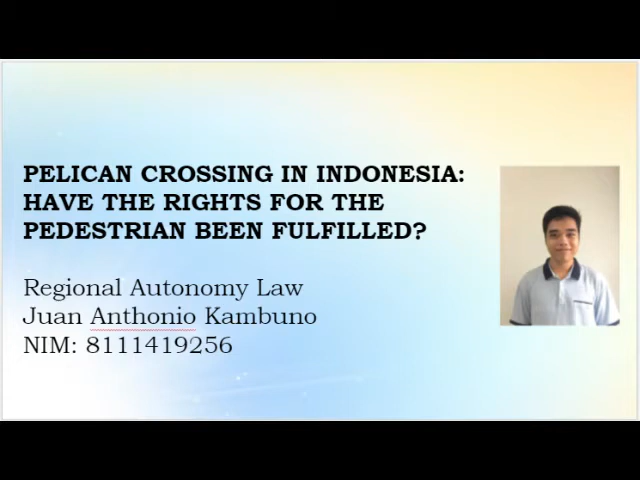 PELICAN CROSSING IN INDONESIA:
HAVE THE RIGHTS FOR THE
PEDESTRIAN BEEN FULFILLED?
Regional Autonomy Law
Juan Anthonio Kambuno
NIM: 8111419256